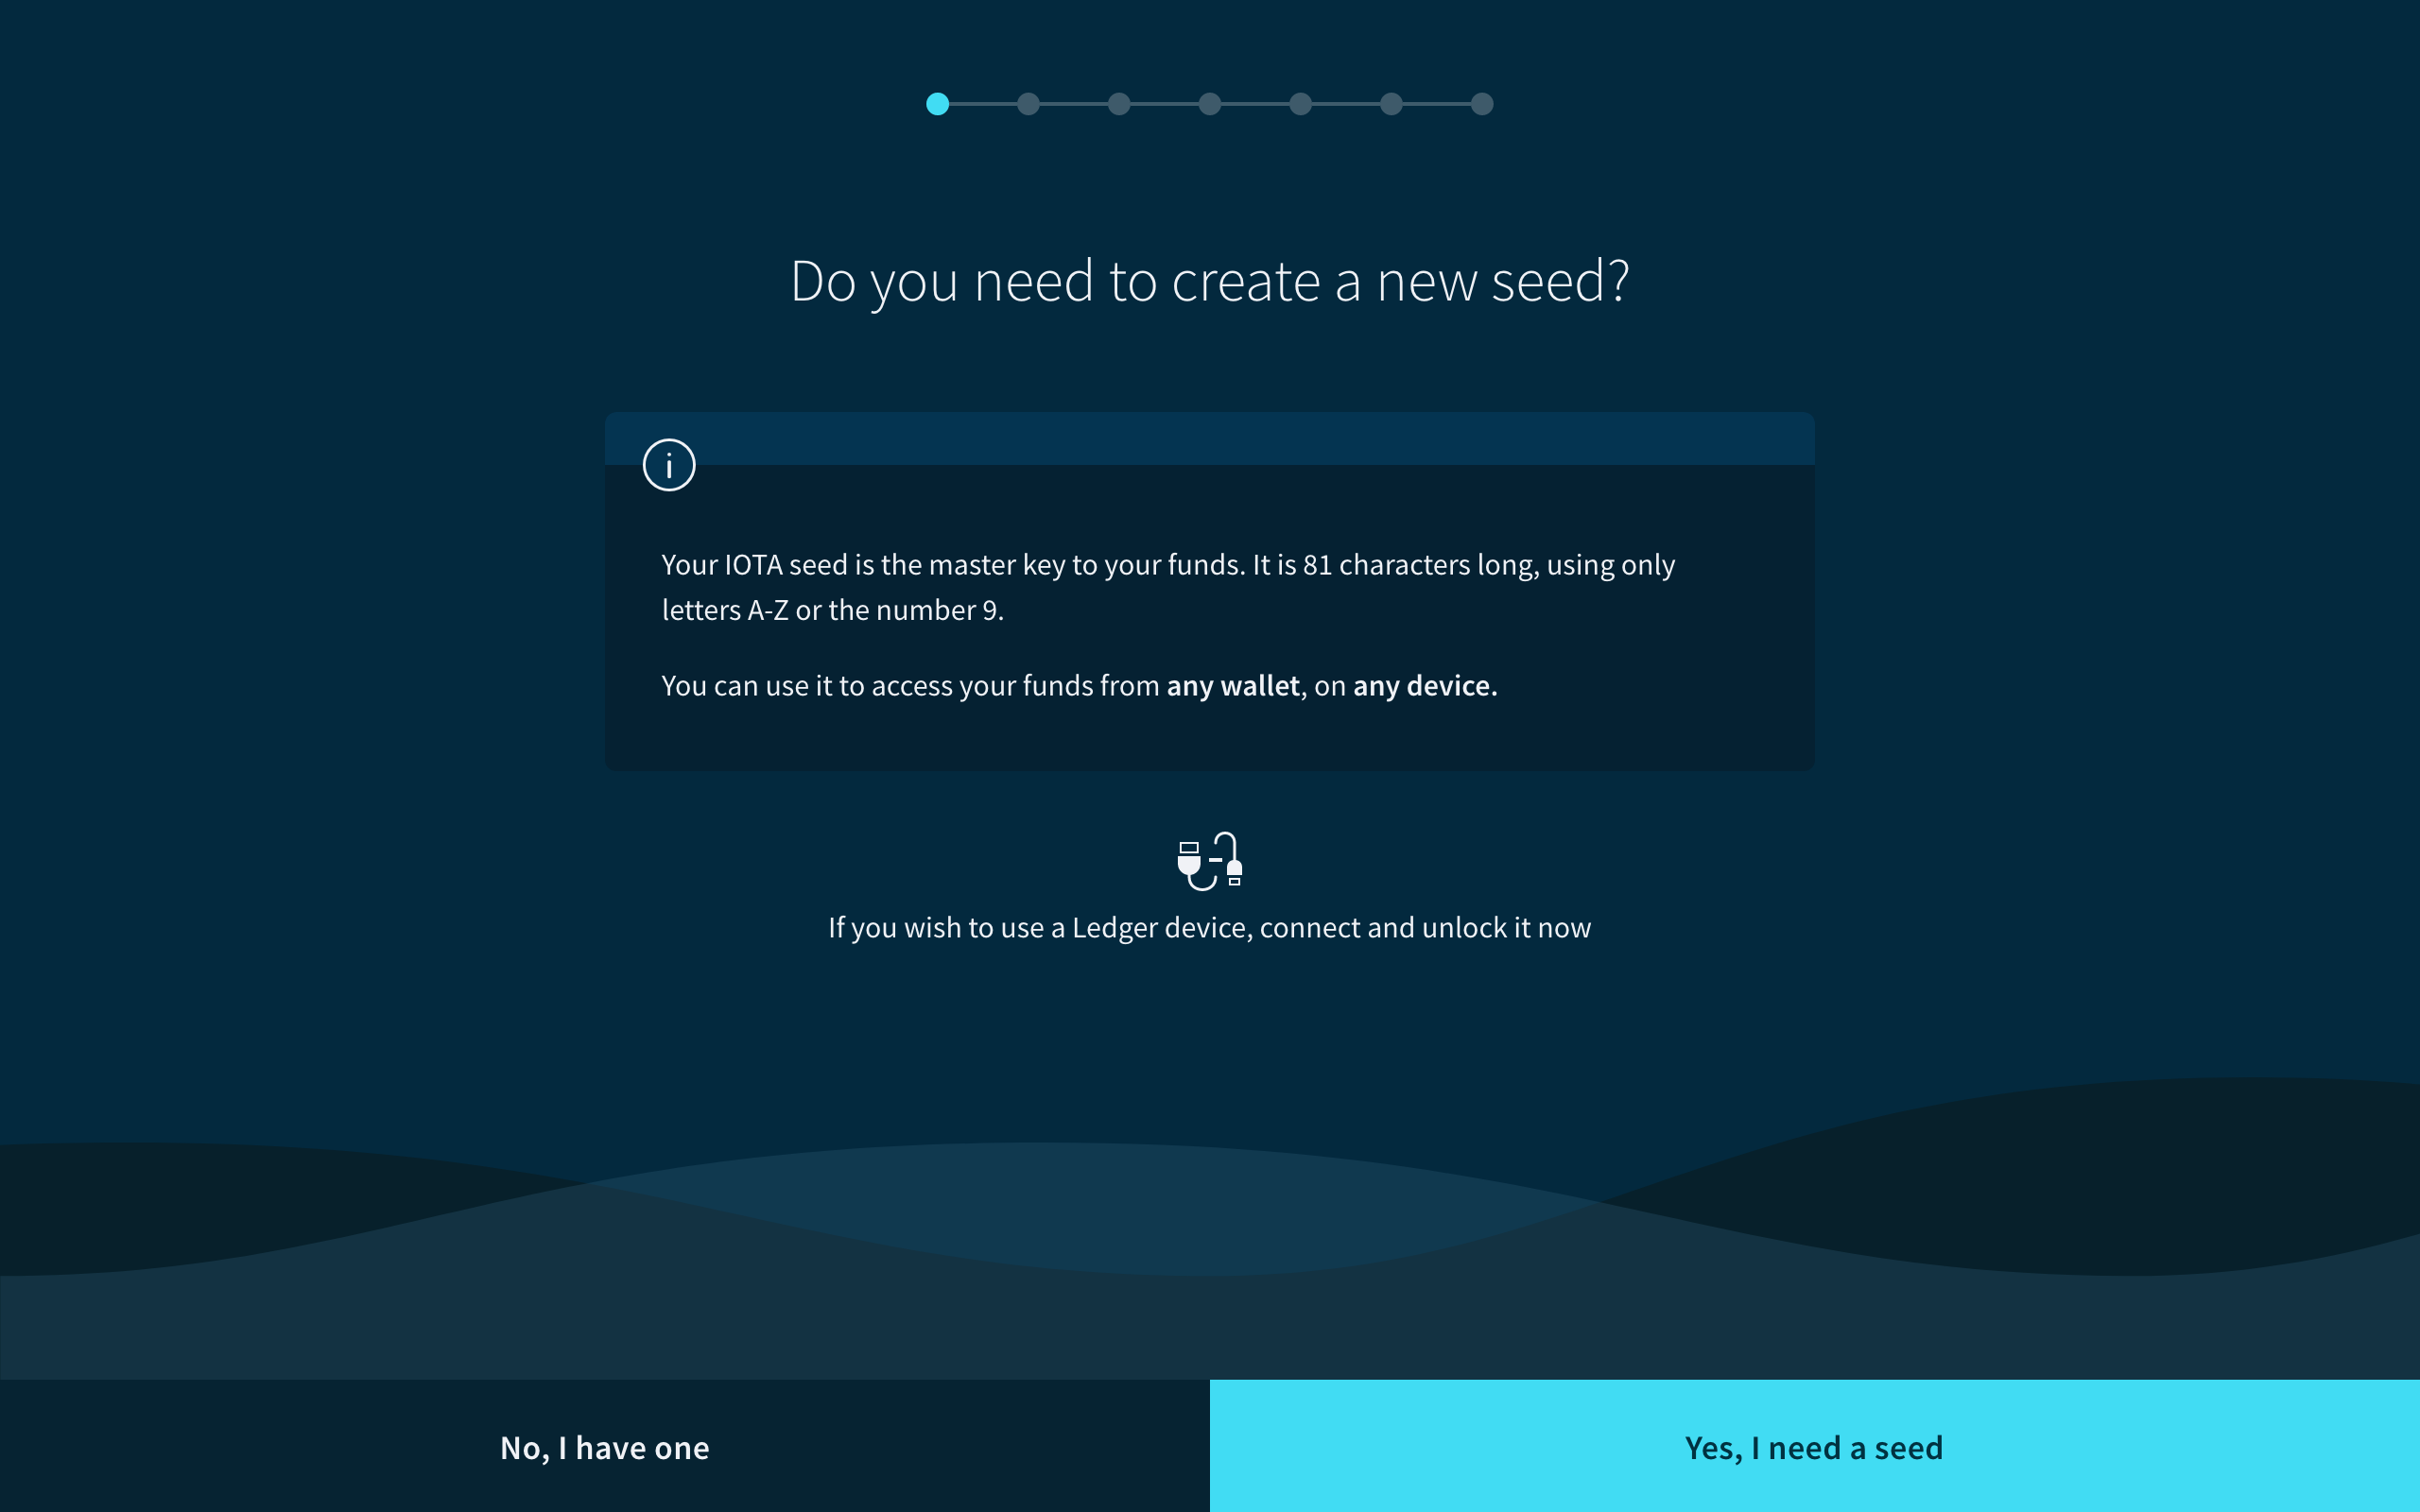 Do you need to create a new seed?
i
Your IOTA seed is the master key to your funds. It is 81 characters long, using only
letters A-Z or the number 9.
You can use it to access your funds from any wallet, on any device.
If you wish to use a Ledger device, connect and unlock it now
No, I have one
Yes, I need a seed